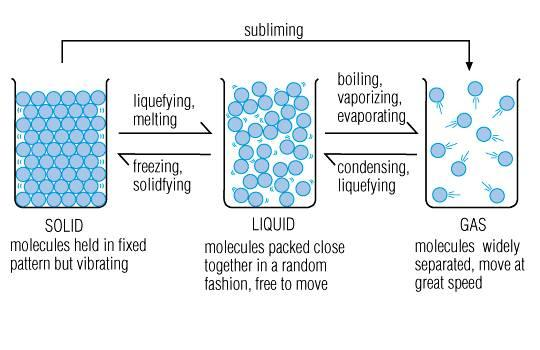 subliming
liquefying,
melting
freezing,
solidfying
boiling,
vaporizing,
evaporating
condensing,
liquefying
SOLID
molecules held in fixed
pattern but vibrating
LIQUID
molecules packed close
together in a random
fashion, free to move
GAS
molecules widely
separated, move at
great speed